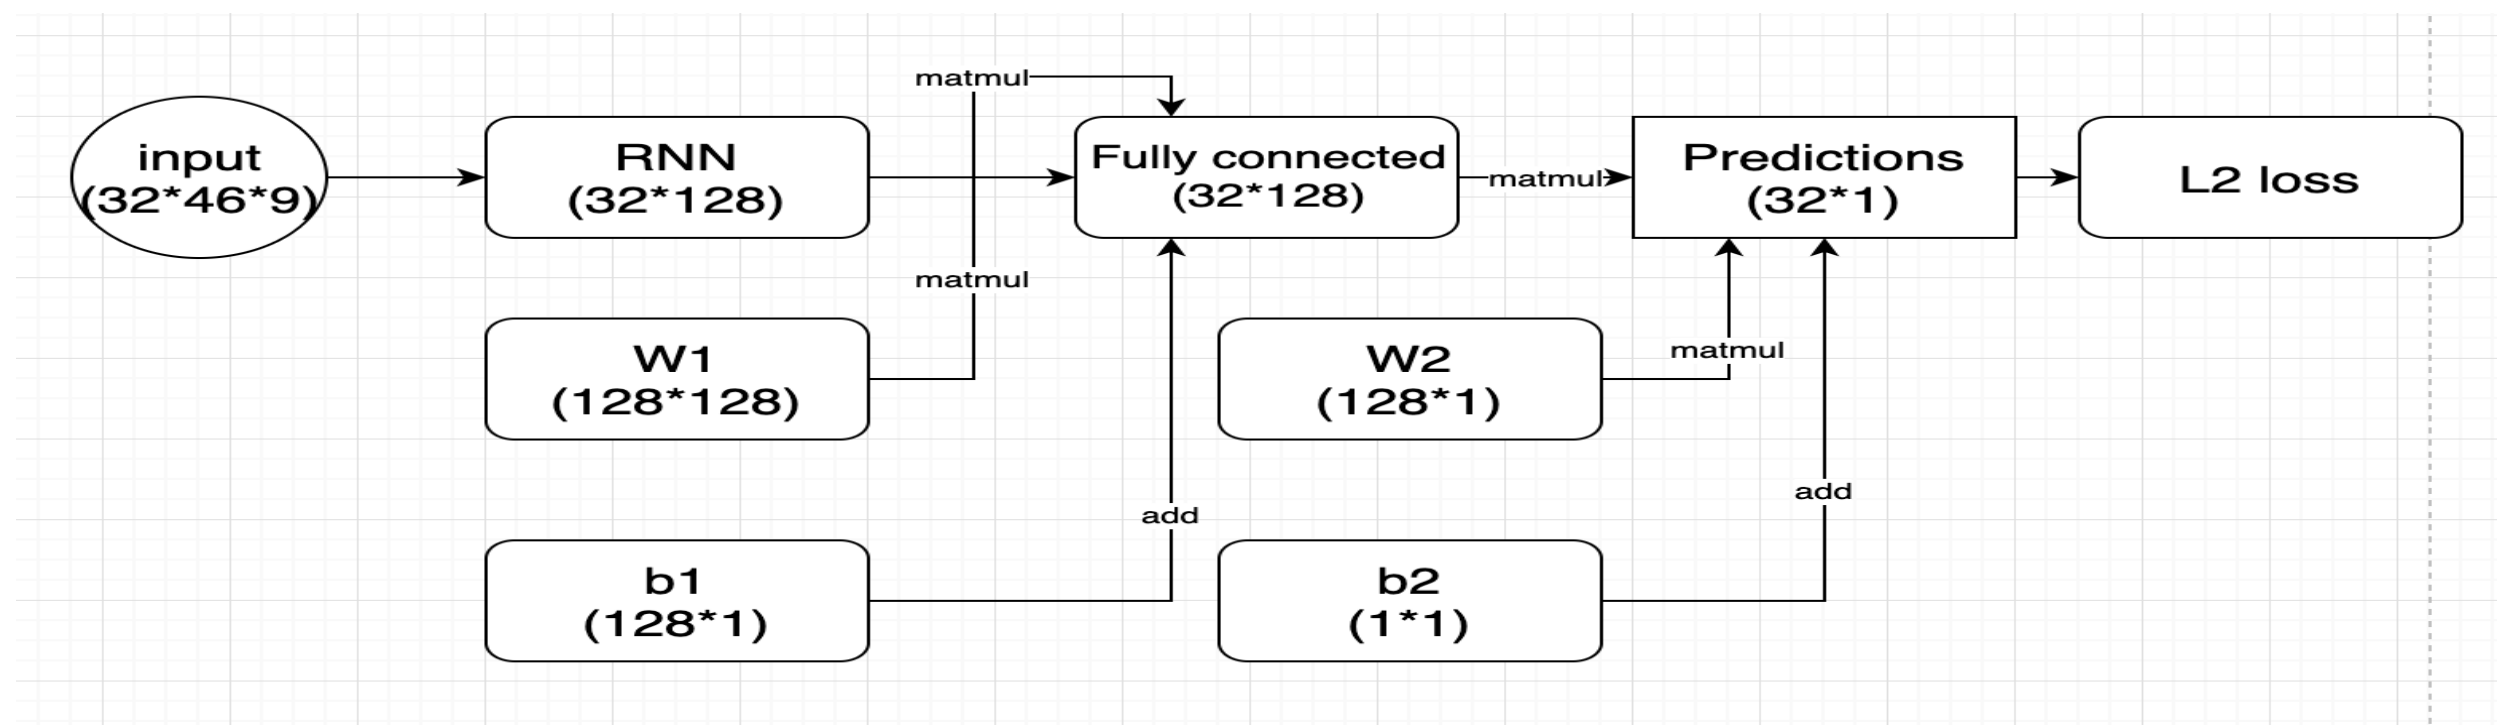 matmul
input
(32*46*9)
RNN
(32*128)
Fully connected
(32*128)
matmul
Predictions
(32*1)
L2 loss
matmul
W1
(128*128)
W2
(128*1)
matmul
add
add
b1
(128*1)
b2
(1*1)